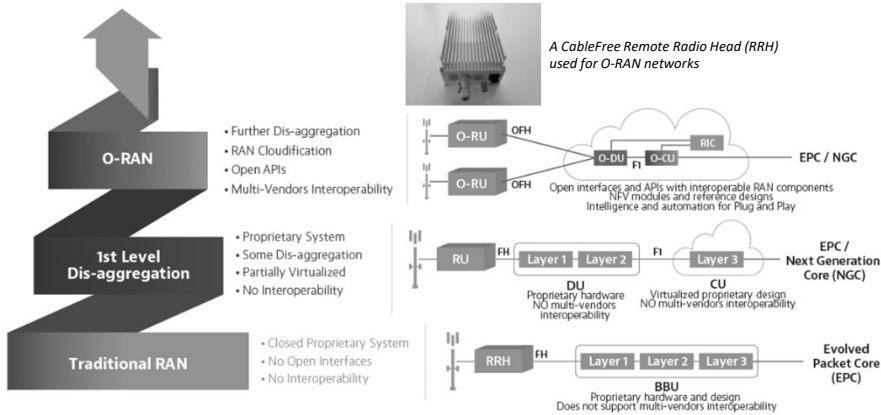 A CableFree Remote Radio Head (RRH)
used for O-RAN networks
O-RAN
• Further Dis-aggregation
• RAN Cloudification
• Open APIs
• Multi-Vendors Interoperability
O-RU
OFH
O-RU
OFH
O-DU
F1
O-CU
RIC
EPC / NGC
Open interfaces and APIs with interoperable RAN components
NFV modules and reference designs
Intelligence and automation for Plug and Play
1st Level
Dis-aggregation
• Proprietary System
• Some Dis-aggregation
• Partially Virtualized
• No Interoperability
RU
FH
Layer 1
Layer 2
DU
Proprietary hardware
NO multi-vendors
interoperability
F1
Layer 3
CU
Virtualized proprietary design
NO multi-vendors interoperability
EPC /
Next Generation
Core (NGC)
Traditional RAN
• Closed Proprietary System
• No Open Interfaces
• No Interoperability
RRH
FH
Layer 1
Layer 2
Layer 3
BBU
Proprietary hardware and design
Does not support multi-vendors interoperability
Evolved
Packet Core
(EPC)